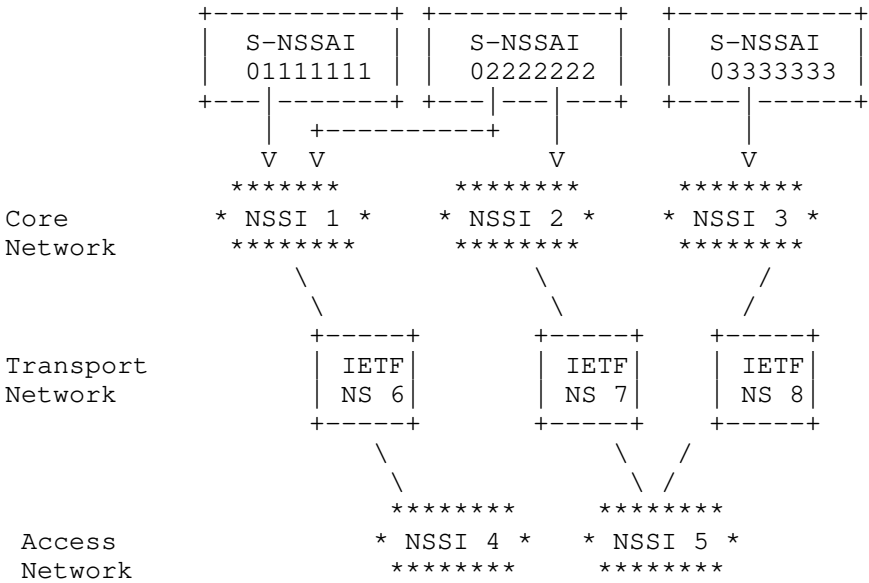 S-NSSAI S-NSSAI S-NSSAI
01111111 02222222 03333333
Core * NSSI 1 * * NSSI 2 * * NSSI 3 *
Network
IETF IETF IETF
Transport
Network NS 6 NS 7 NS 8
Access * NSSI 4 * * NSSI 5 *
Network